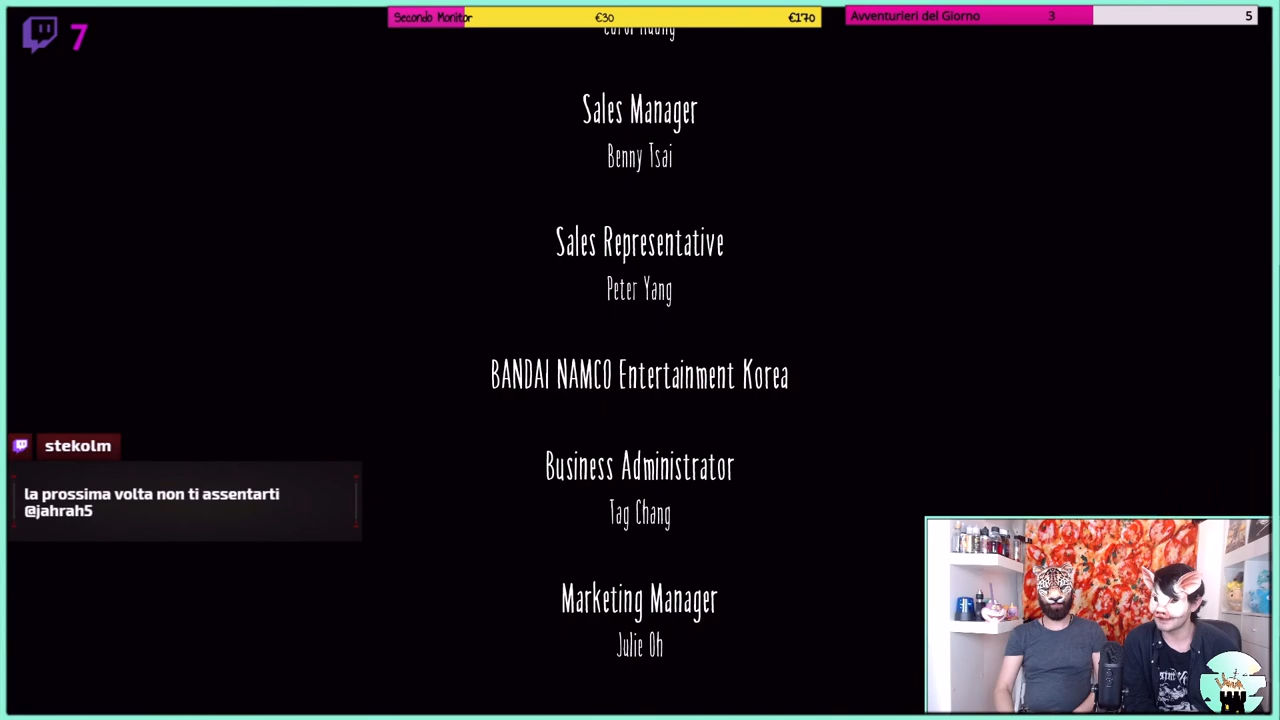 7
Secondo Monitor €30 €170
Avventurieri del Giorno 3 5
Sales Manager
Benny Tsai
Sales Representative
Peter Yang
BANDAI NAMCO Entertainment Korea
Business Administrator
Tag Chang
Marketing Manager
Julie Oh
stekolm
la prossima volta non ti assentarti
@jahrah5